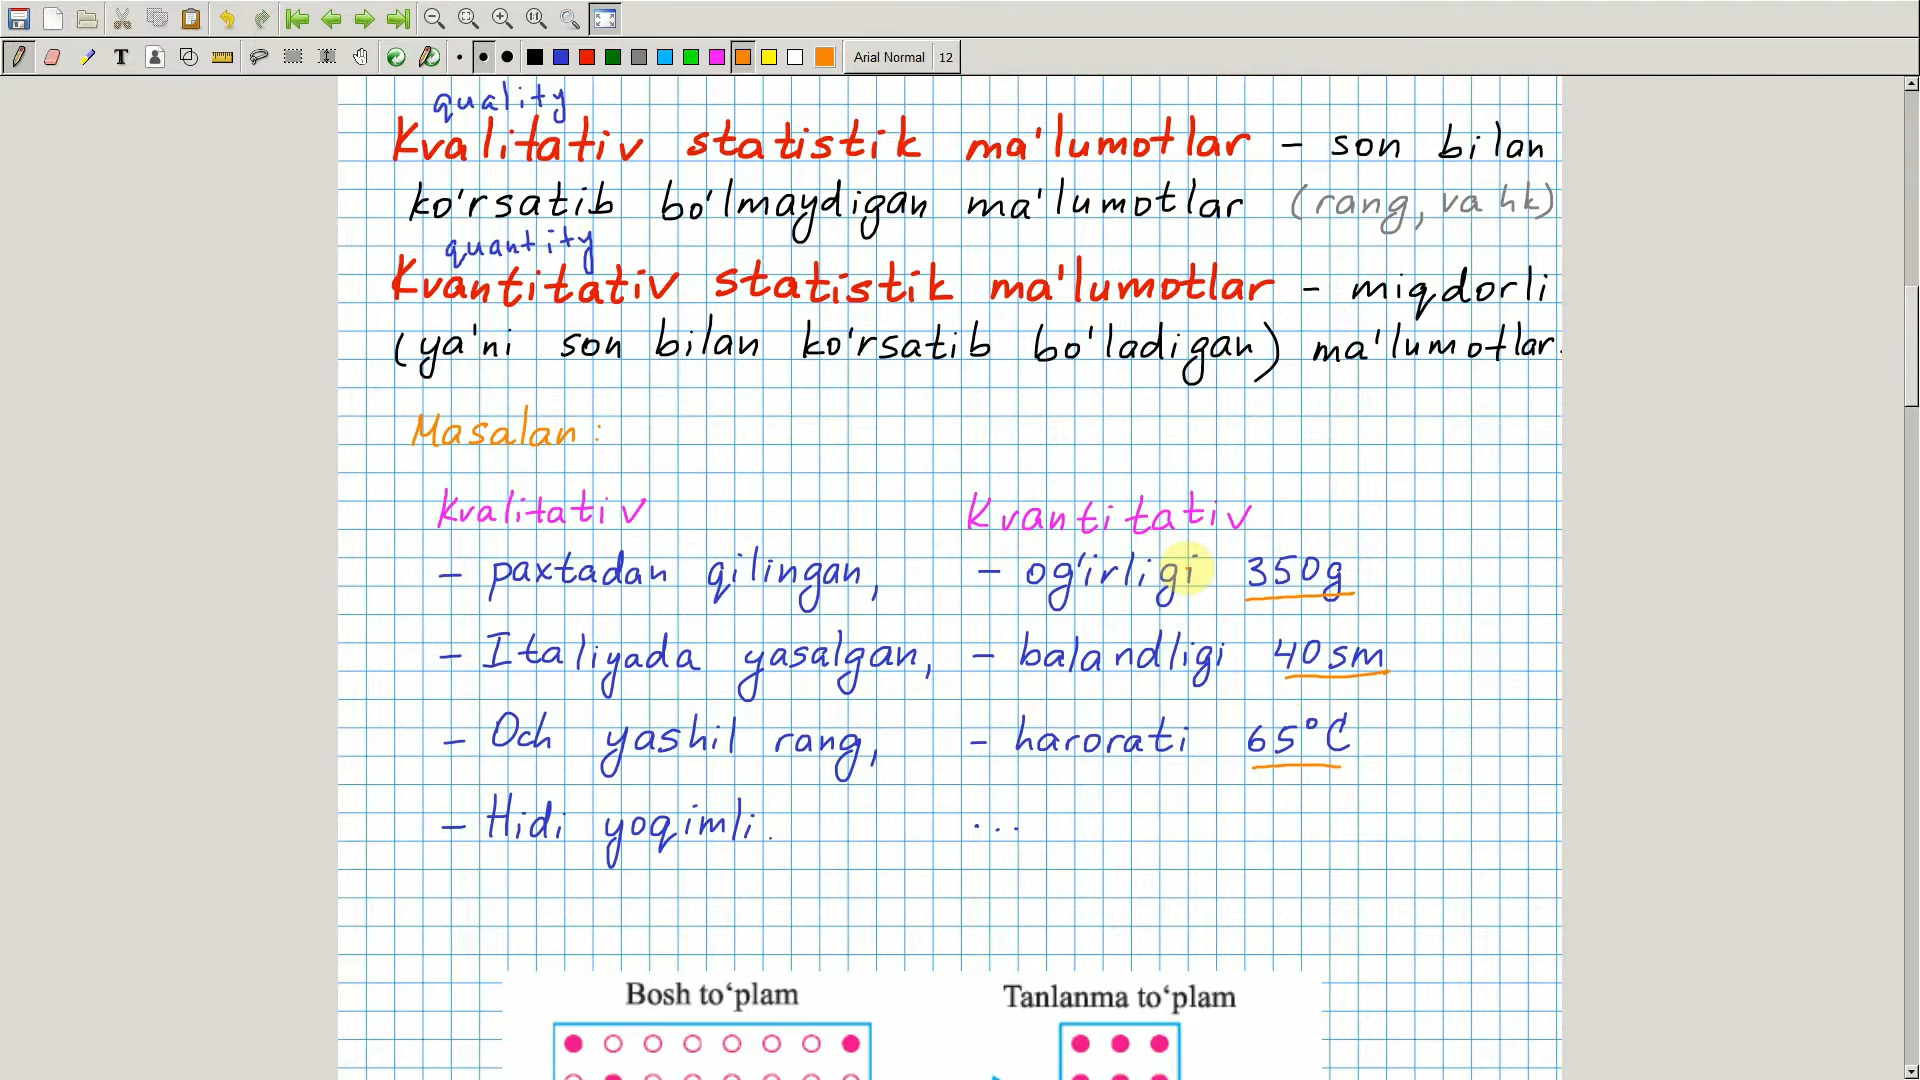 Arial Normal 12
quality
Kvalitativ statistik ma'lumotlar - son bilan
ko'rsatib bo'lmaydigan ma'lumotlar (rang, va hk)
quantity
Kvantitativ statistik ma'lumotlar - miqdorli
(ya'ni son bilan ko'rsatib bo'ladigan) ma'lumotlar.
Masalan:
Kvalitativ
- paxtadan qilingan,
- Italiyada yasalgan,
- Och yashil rang,
- Hidi yoqimli.
Kvantitativ
- og'irligi 350g
- balandligi 40sm
- harorati 65°C
...
Bosh to‘plam
Tanlanma to‘plam